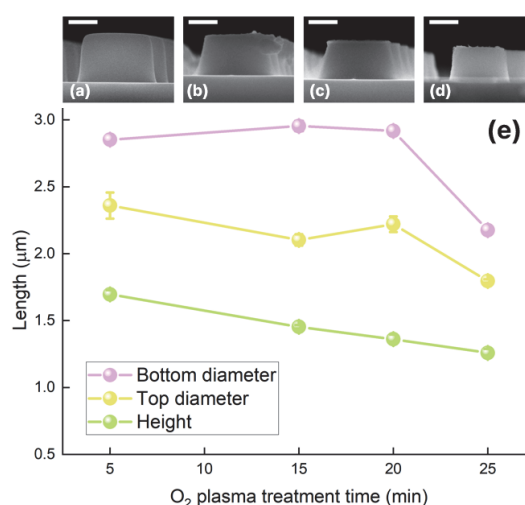 (a)
(b)
(c)
(d)
(e)
3.0
2.5
2.0
1.5
1.0
0.5
Length (μm)
Bottom diameter
Top diameter
Height
5
10
15
20
25
O₂ plasma treatment time (min)